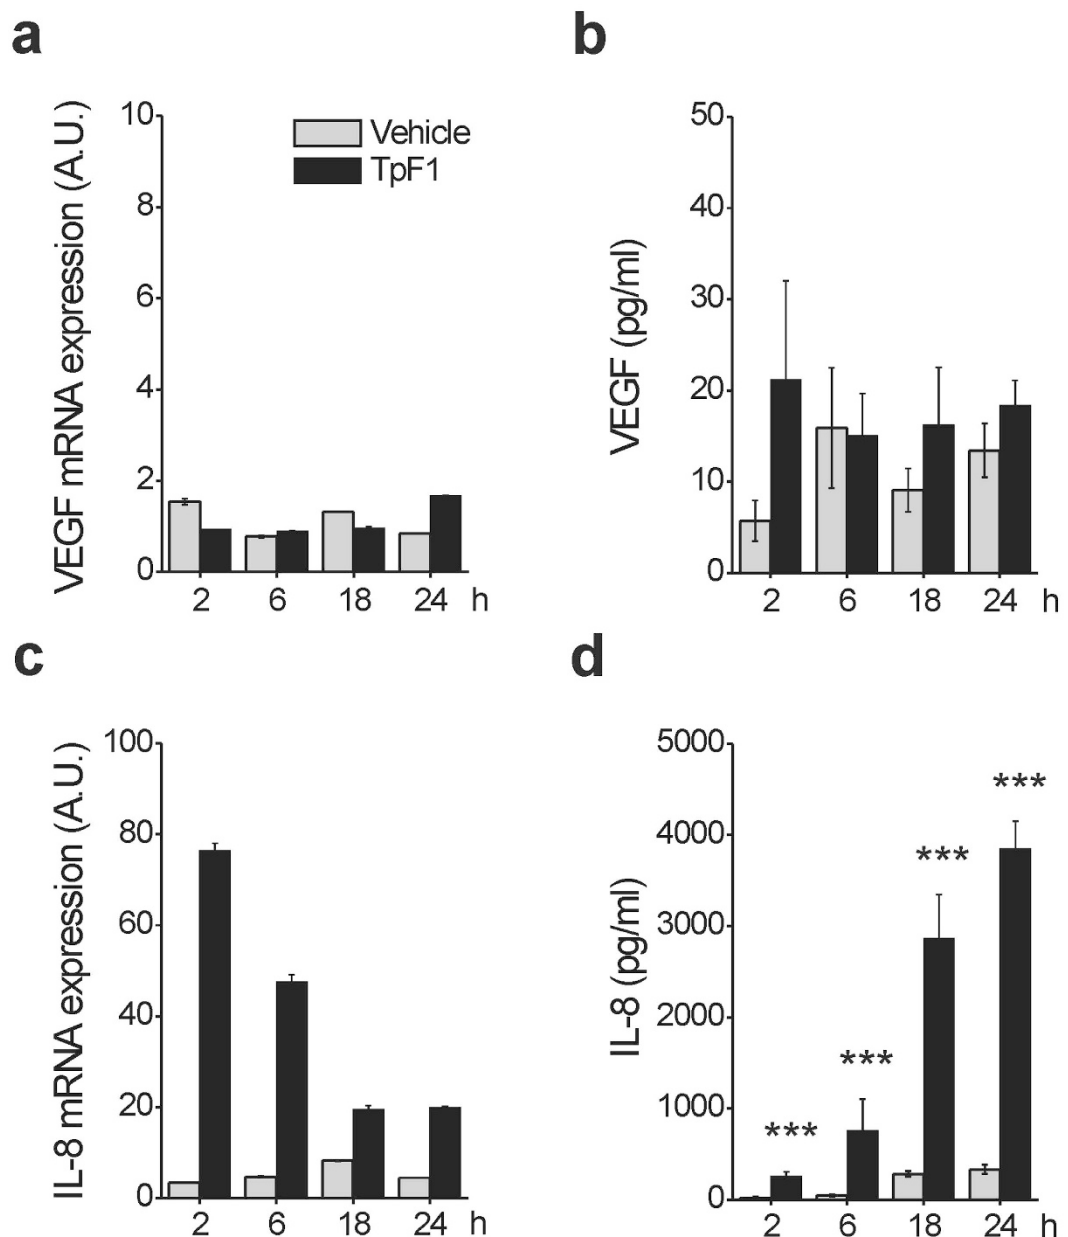 a
VEGF mRNA expression (A.U.)
10
8
6
4
2
0
Vehicle
TpF1
2 6 18 24 h
b
VEGF (pg/ml)
50
40
30
20
10
0
2 6 18 24 h
c
IL-8 mRNA expression (A.U.)
100
80
60
40
20
0
2 6 18 24 h
d
IL-8 (pg/ml)
5000
4000
3000
2000
1000
0
***
***
***
***
2 6 18 24 h